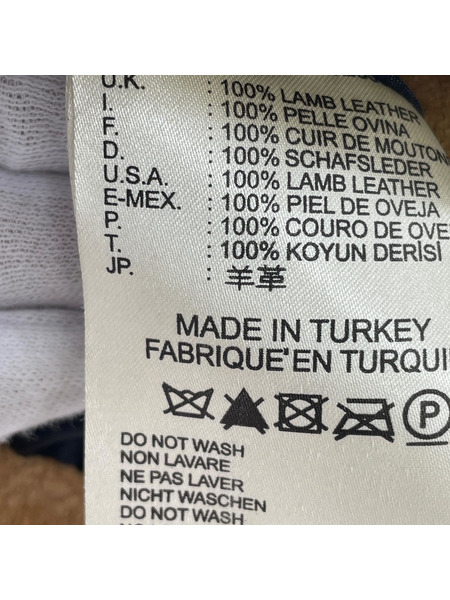 U.K. : 100% LAMB LEATHER
I. : 100% PELLE OVINA
F. : 100% CUIR DE MOUTON
D. : 100% SCHAFSLEDER
U.S.A. : 100% LAMB LEATHER
E-MEX. : 100% PIEL DE OVEJA
P. : 100% COURO DE OVE
T. : 100% KOYUN DERİSİ
JP. : 羊革
MADE IN TURKEY
FABRIQUE'EN TURQUI
P
DO NOT WASH
NON LAVARE
NE PAS LAVER
NICHT WASCHEN
DO NOT WASH